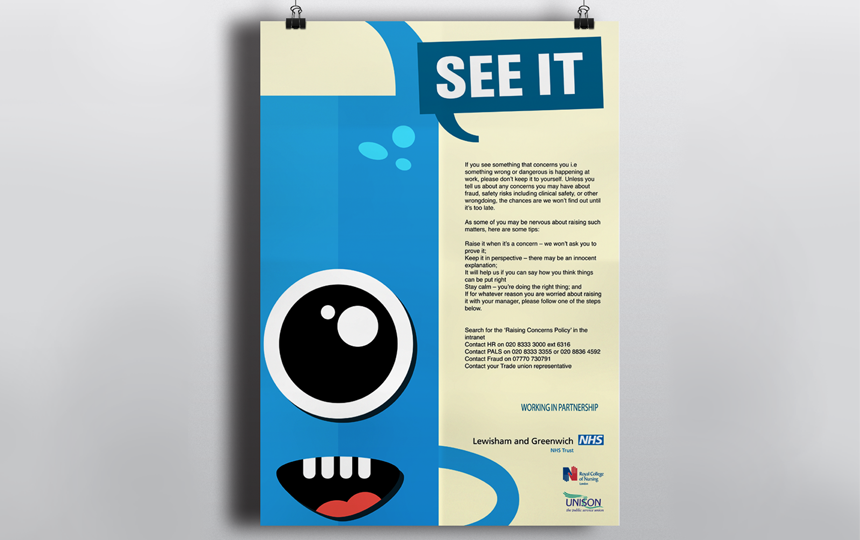 SEE IT
If you see something that concerns you i.e
something wrong or dangerous is happening at
work, please don't keep it to yourself. Unless you
tell us about any concerns you may have about
fraud, safety risks including clinical safety, or other
wrongdoing, the chances are we won't find out until
it's too late.
As some of you may be nervous about raising such
matters, here are some tips:
Raise it when it's a concern – we won't ask you to
prove it;
Keep it in perspective – there may be an innocent
explanation;
It will help us if you can say how you think things
can be put right
Stay calm – you're doing the right thing; and
If for whatever reason you are worried about raising
it with your manager, please follow one of the steps
below.
Search for the 'Raising Concerns Policy' in the
intranet
Contact HR on 020 8333 3000 ext 6316
Contact PALS on 020 8333 3355 or 020 8836 4592
Contact Fraud on 07770 730791
Contact your Trade union representative
WORKING IN PARTNERSHIP
Lewisham and Greenwich NHS
NHS Trust
Royal College
of Nursing
London
UNISON
the public service union